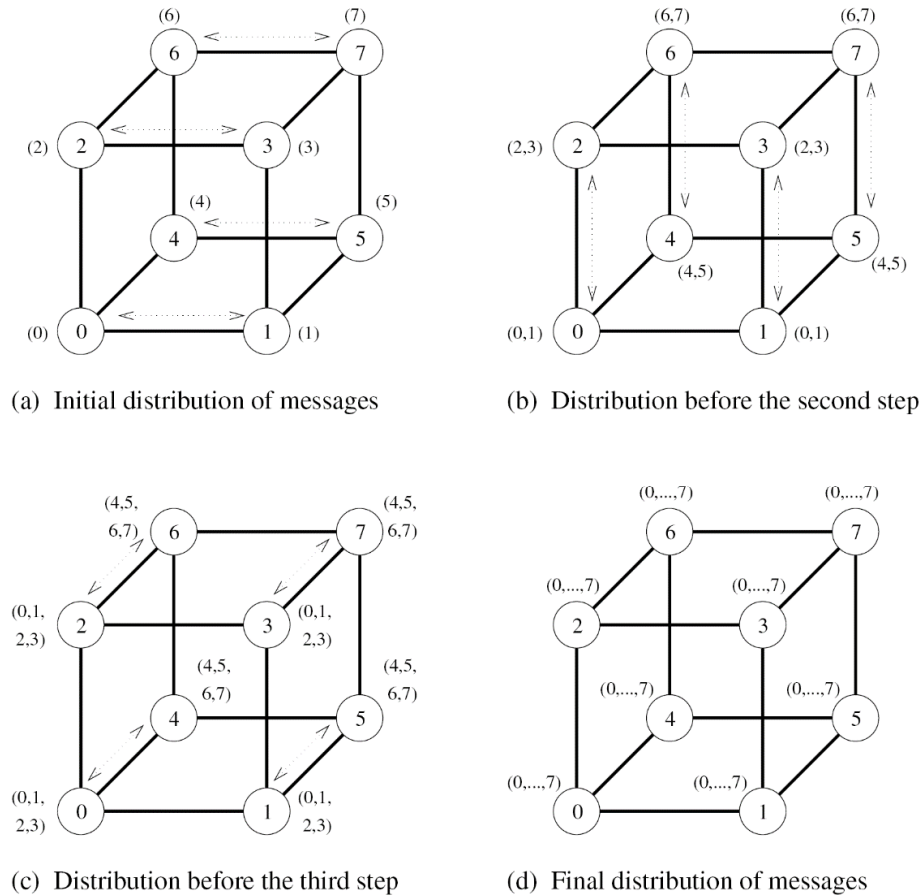 (6) (7) (6,7) (6,7)
6 7 6 7
(2) 2 3 (3) (2,3) 2 3 (2,3)
(4) (5)
4 5 4 5
(4,5) (4,5)
(0) 0 1 (1) (0,1) 0 1 (0,1)
(a) Initial distribution of messages
(b) Distribution before the second step
(4,5, (4,5, (0,...,7) (0,...,7)
6,7) 6 7 6,7) 6 7
(0,1, (0,1, (0,...,7) (0,...,7)
2,3) 2 3 2,3) 2 3
(4,5, (4,5,
6,7) 6,7) (0,...,7) (0,...,7)
4 5 4 5
(0,1, (0,1, (0,...,7) (0,...,7)
2,3) 0 1 2,3) 0 1
(c) Distribution before the third step
(d) Final distribution of messages